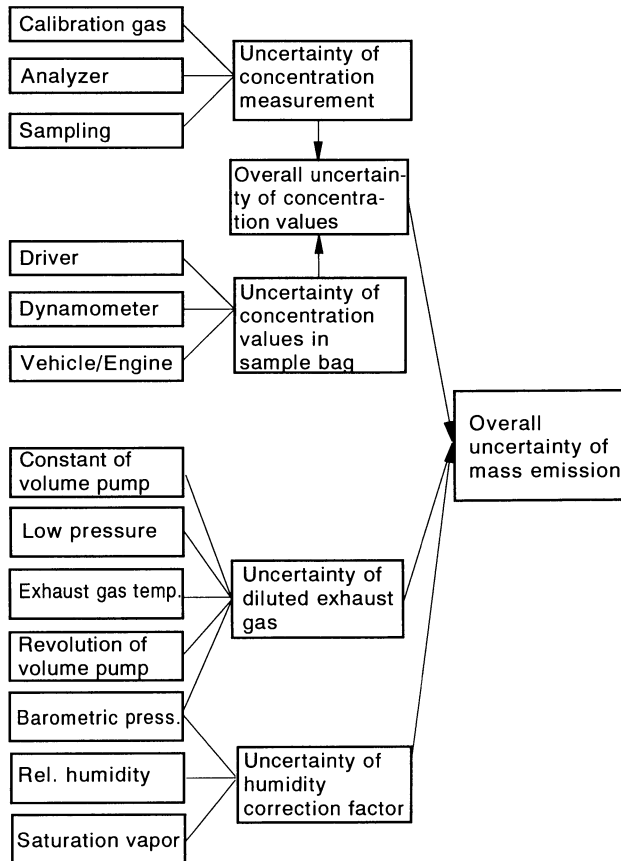 Calibration gas
Analyzer
Sampling
Uncertainty of
concentration
measurement
Overall uncertain-
ty of concentra-
tion values
Driver
Dynamometer
Vehicle/Engine
Uncertainty of
concentration
values in
sample bag
Overall
uncertainty of
mass emission
Constant of
volume pump
Low pressure
Exhaust gas temp.
Revolution of
volume pump
Barometric press.
Uncertainty of
diluted exhaust
gas
Rel. humidity
Saturation vapor
Uncertainty of
humidity
correction factor